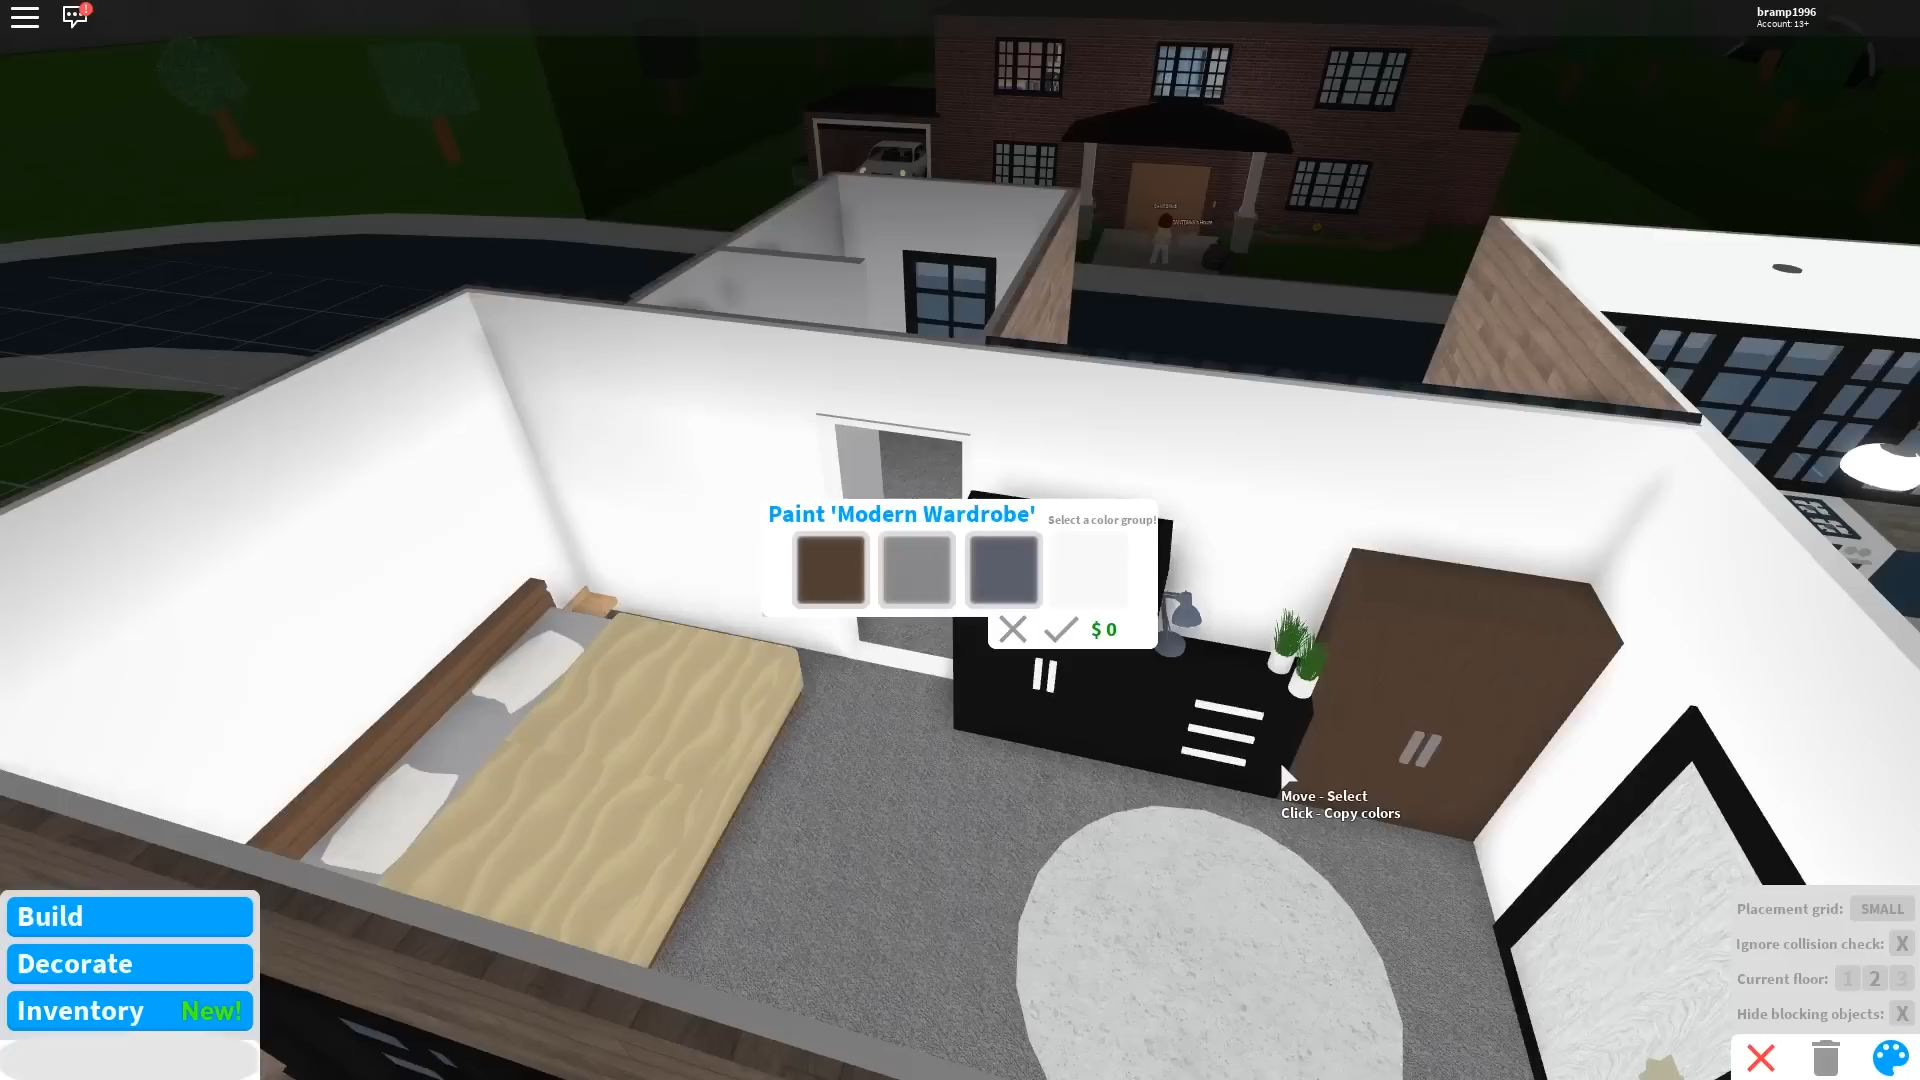 bramp1996
Account: 13+
Paint 'Modern Wardrobe'
Select a color group!
$ 0
Move - Select
Click - Copy colors
Build
Decorate
Inventory New!
Placement grid: SMALL
Ignore collision check: X
Current floor: 1 2 3
Hide blocking objects: X